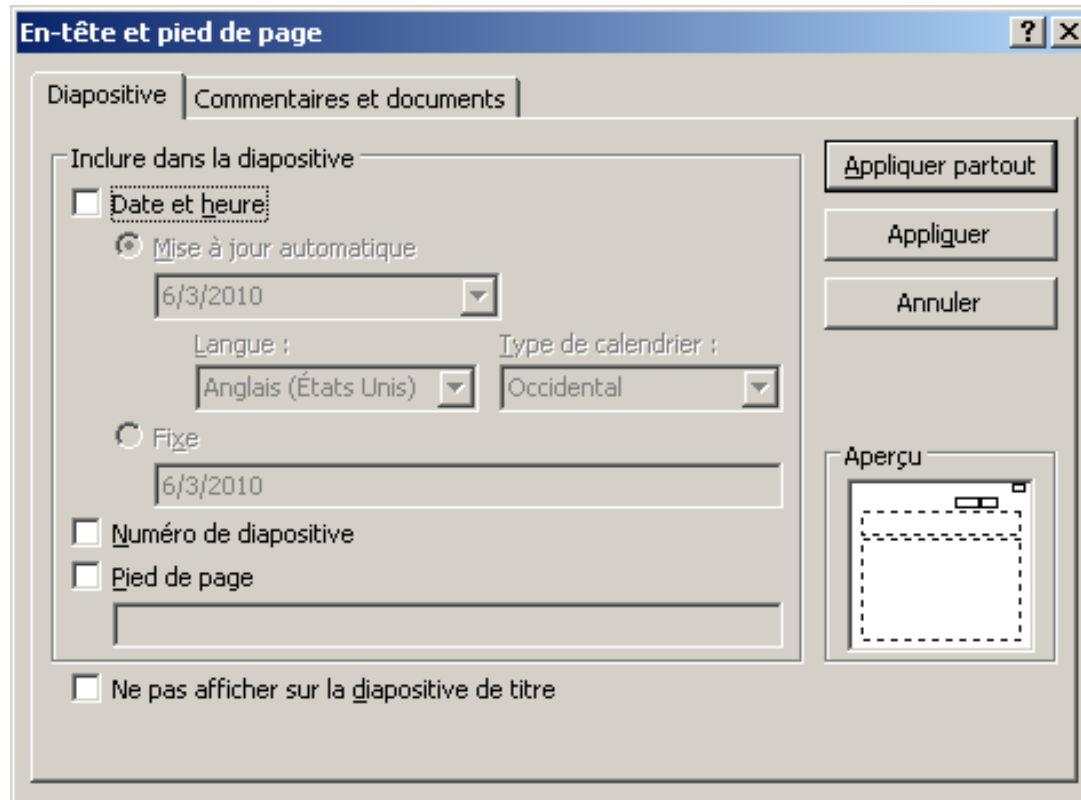 En-tête et pied de page
Diapositive
Commentaires et documents
Inclure dans la diapositive
Date et heure
Mise à jour automatique
6/3/2010
Langue :
Type de calendrier :
Anglais (États Unis)
Occidental
Fixe
6/3/2010
Numéro de diapositive
Pied de page
Ne pas afficher sur la diapositive de titre
Appliquer partout
Appliquer
Annuler
Aperçu